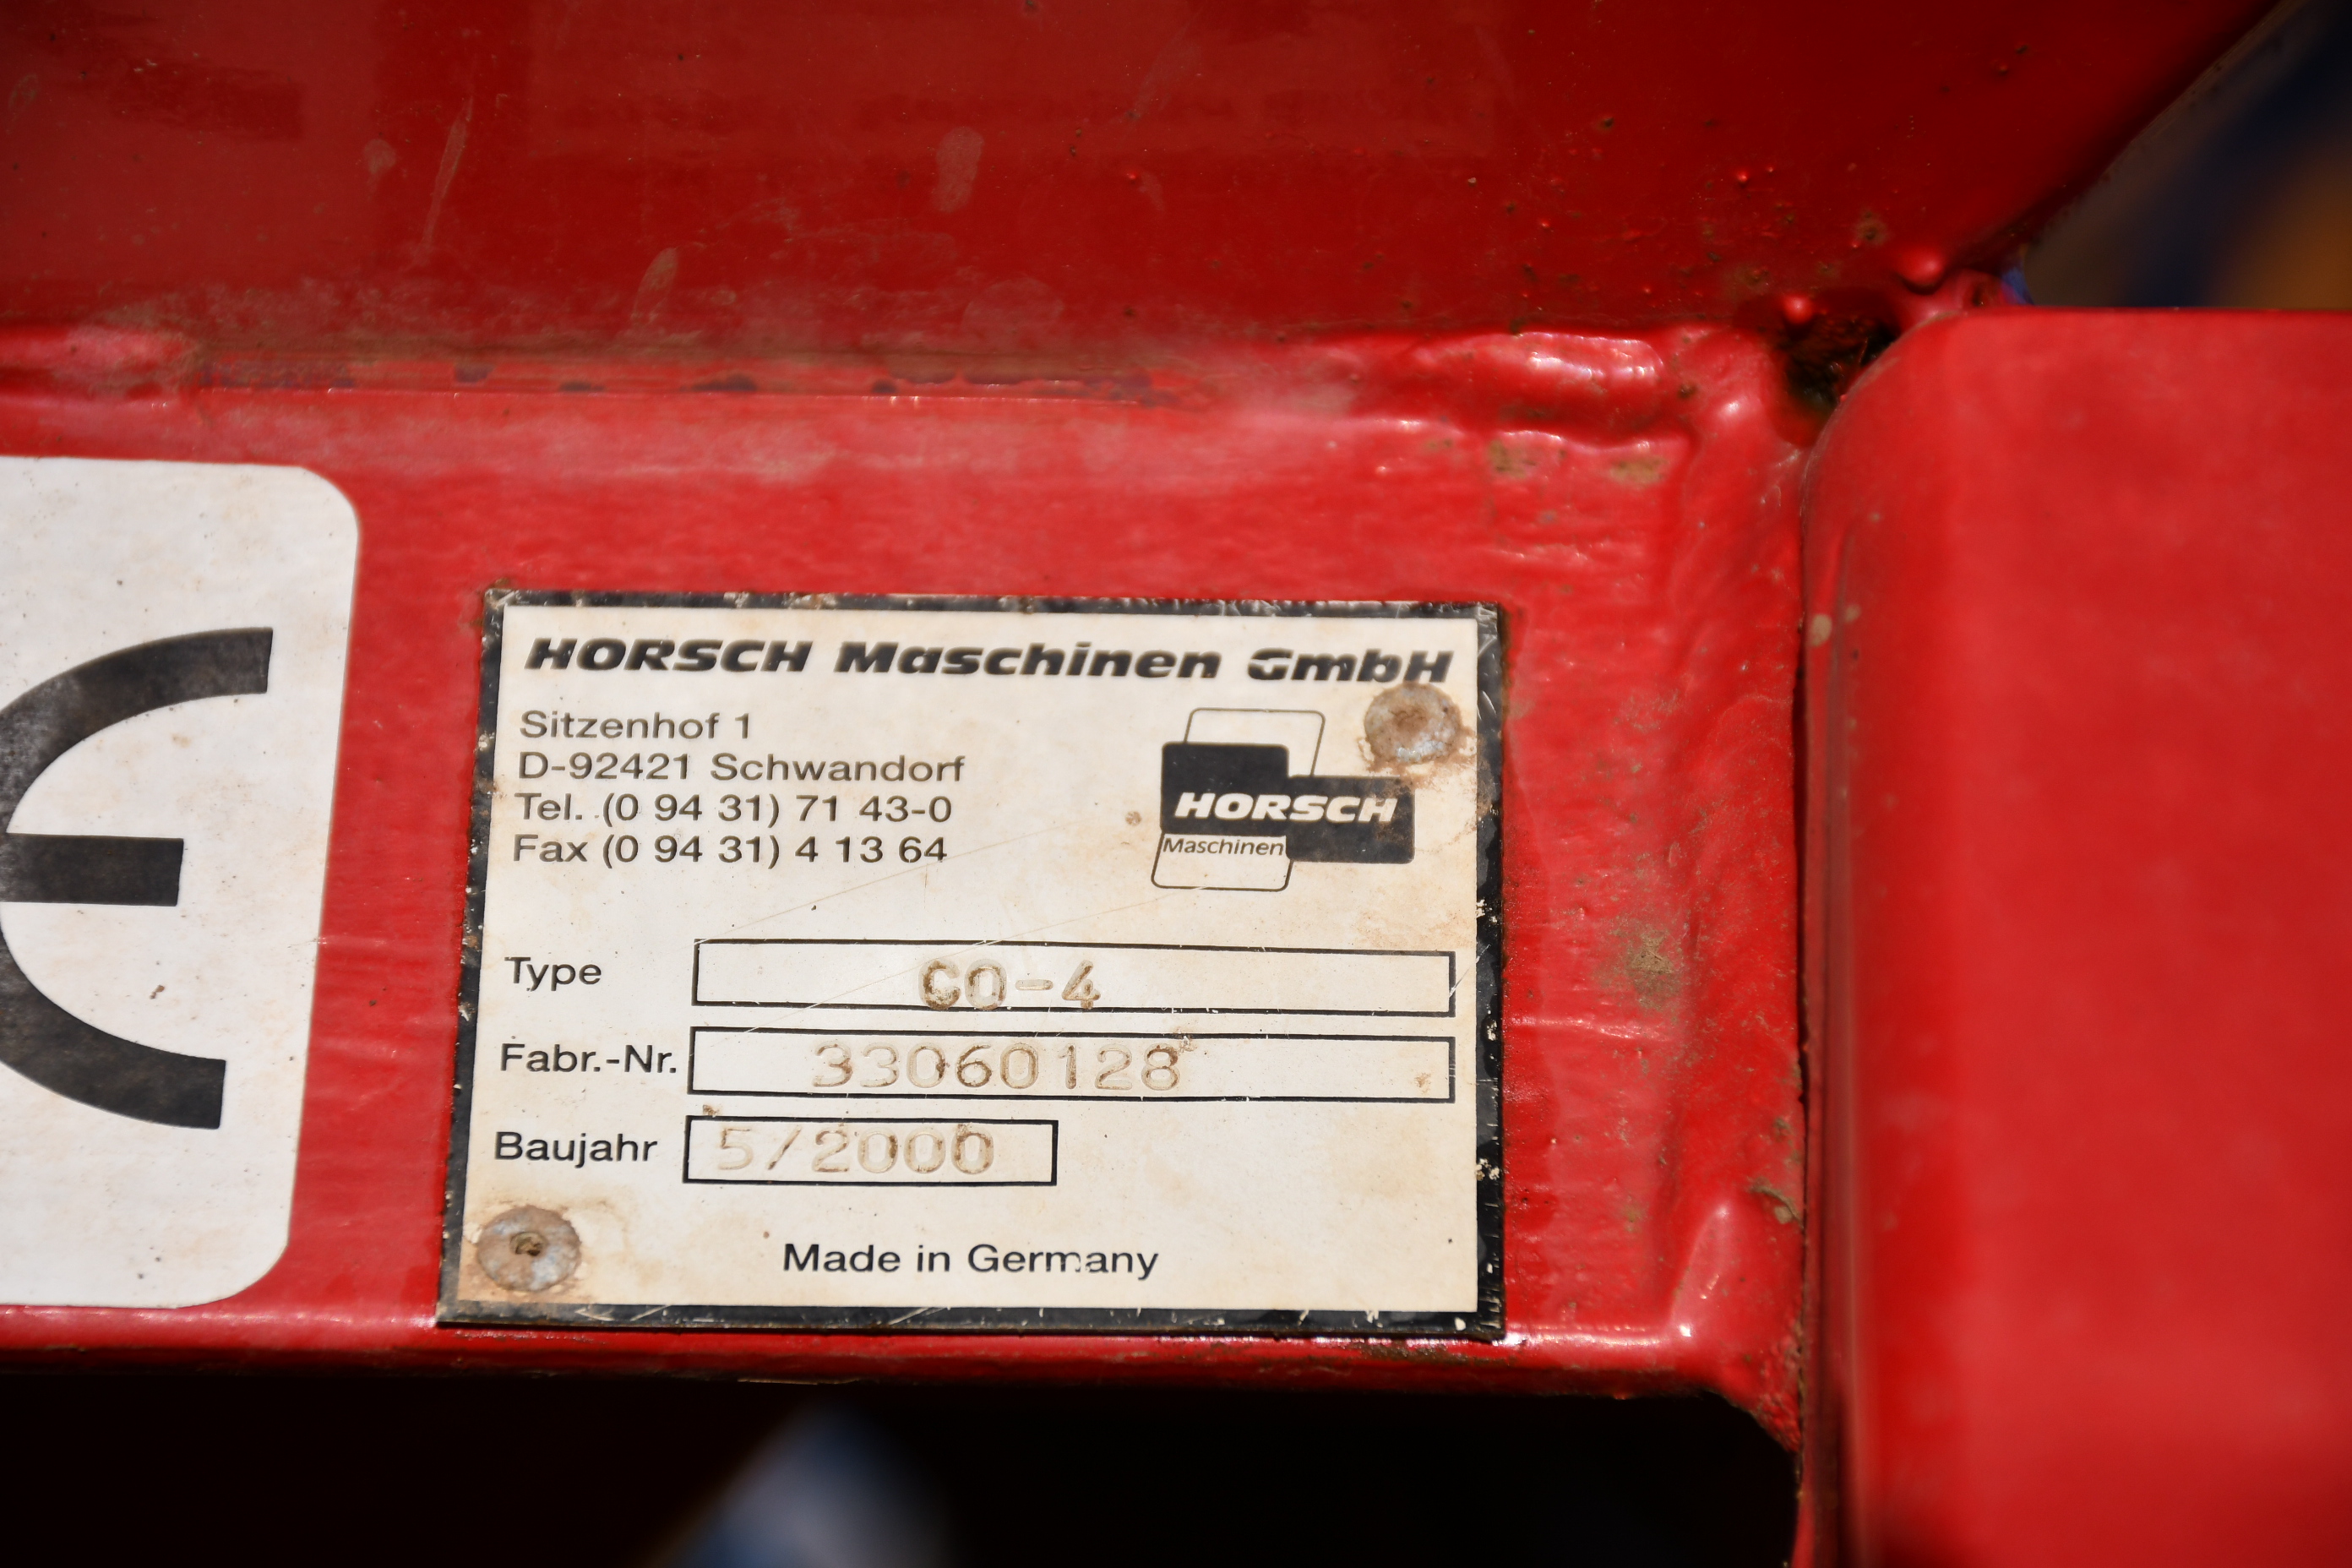 HORSCH Maschinen GmbH
Sitzenhof 1
D-92421 Schwandorf
Tel. (0 94 31) 71 43-0
Fax (0 94 31) 4 13 64
HORSCH
Maschinen
Type CO-4
Fabr.-Nr. 33060128
Baujahr 5/2000
Made in Germany
CE